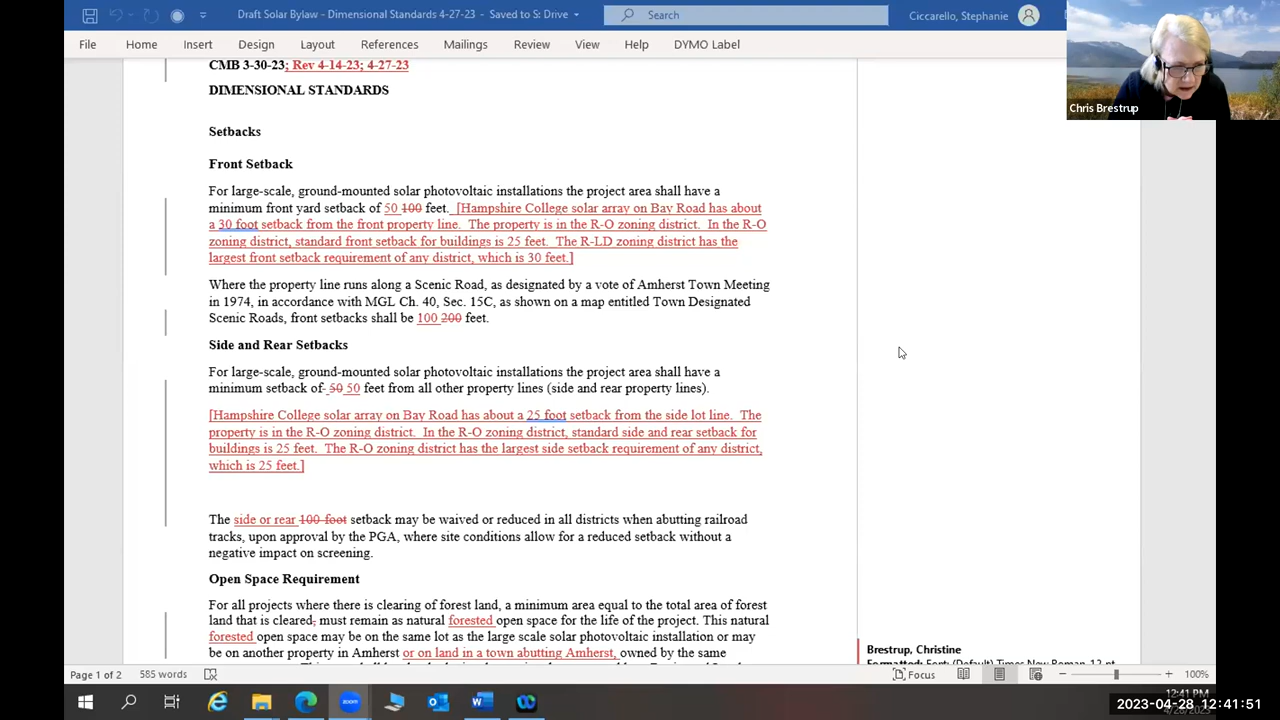 Draft Solar Bylaw - Dimensional Standards 4-27-23 - Saved to S: Drive
Search
Ciccarello, Stephanie
File Home Insert Design Layout References Mailings Review View Help DYMO Label
Chris Brestrup
CMB 3-30-23; Rev 4-14-23; 4-27-23
DIMENSIONAL STANDARDS
Setbacks
Front Setback
For large-scale, ground-mounted solar photovoltaic installations the project area shall have a
minimum front yard setback of 50 100 feet. [Hampshire College solar array on Bay Road has about
a 30 foot setback from the front property line. The property is in the R-O zoning district. In the R-O
zoning district, standard front setback for buildings is 25 feet. The R-LD zoning district has the
largest front setback requirement of any district, which is 30 feet.]
Where the property line runs along a Scenic Road, as designated by a vote of Amherst Town Meeting
in 1974, in accordance with MGL Ch. 40, Sec. 15C, as shown on a map entitled Town Designated
Scenic Roads, front setbacks shall be 100 200 feet.
Side and Rear Setbacks
For large-scale, ground-mounted solar photovoltaic installations the project area shall have a
minimum setback of 50 50 feet from all other property lines (side and rear property lines).
[Hampshire College solar array on Bay Road has about a 25 foot setback from the side lot line. The
property is in the R-O zoning district. In the R-O zoning district, standard side and rear setback for
buildings is 25 feet. The R-O zoning district has the largest side setback requirement of any district,
which is 25 feet.]
The side or rear 100 foot setback may be waived or reduced in all districts when abutting railroad
tracks, upon approval by the PGA, where site conditions allow for a reduced setback without a
negative impact on screening.
Open Space Requirement
For all projects where there is clearing of forest land, a minimum area equal to the total area of forest
land that is cleared, must remain as natural forested open space for the life of the project. This natural
forested open space may be on the same lot as the large scale solar photovoltaic installation or may
be on another property in Amherst or on land in a town abutting Amherst, owned by the same
Brestrup, Christine
Formatted: Font: (Default) Times New Roman, 12 pt
Page 1 of 2 585 words
Focus
100%
12:41 PM
4/28/2023
2023-04-28 12:41:51